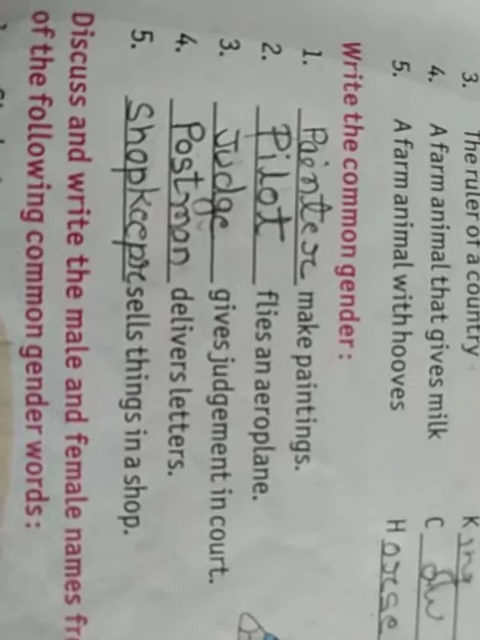 3. The ruler of a country King
4. A farm animal that gives milk C ow
5. A farm animal with hooves Horse
Write the common gender :
1. Painter make paintings.
2. Pilot flies an aeroplane.
3. Judge gives judgement in court.
4. Postman delivers letters.
5. Shopkeepr sells things in a shop.
Discuss and write the male and female names
of the following common gender words :